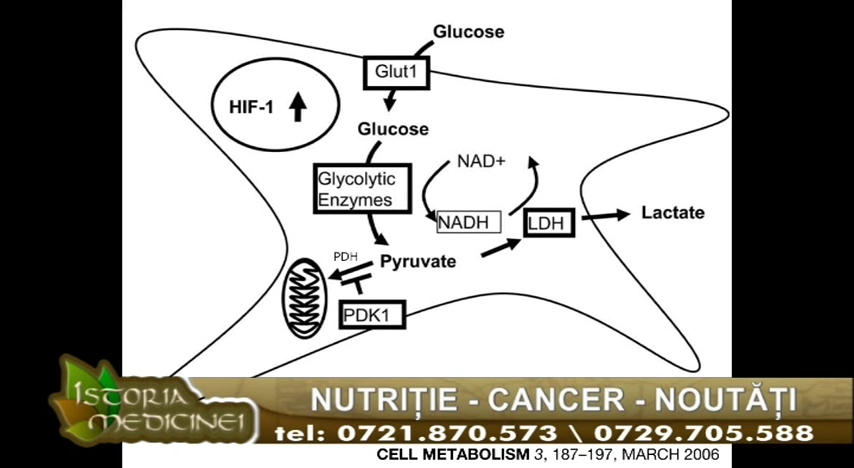 Glucose
Glut1
HIF-1
Glucose
NAD+
Glycolytic
Enzymes
NADH
LDH
Lactate
PDH
Pyruvate
PDK1
ISTORIA
MEDICINEI
NUTRIȚIE - CANCER - NOUTĂȚI
tel: 0721.870.573 \ 0729.705.588
CELL METABOLISM 3, 187–197, MARCH 2006